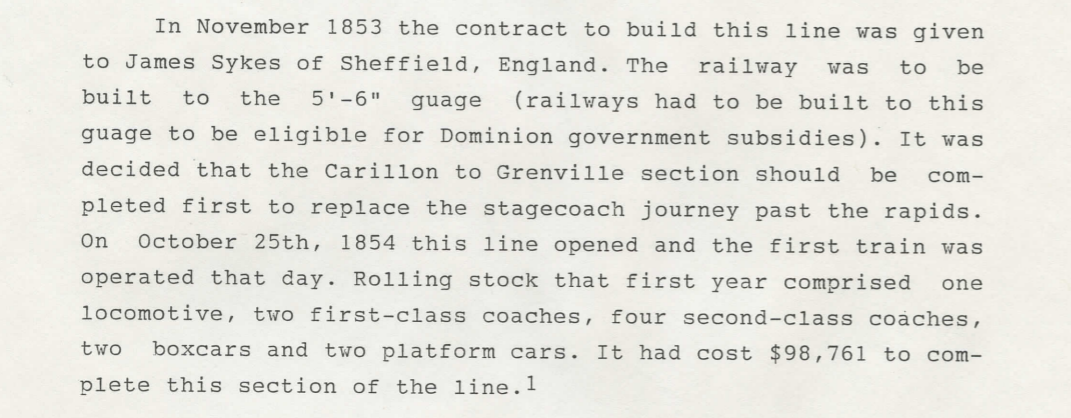 In November 1853 the contract to build this line was given
to James Sykes of Sheffield, England. The railway was to be
built to the 5'-6" guage (railways had to be built to this
guage to be eligible for Dominion government subsidies). It was
decided that the Carillon to Grenville section should be com-
pleted first to replace the stagecoach journey past the rapids.
On October 25th, 1854 this line opened and the first train was
operated that day. Rolling stock that first year comprised one
locomotive, two first-class coaches, four second-class coaches,
two boxcars and two platform cars. It had cost $98,761 to com-
plete this section of the line.1